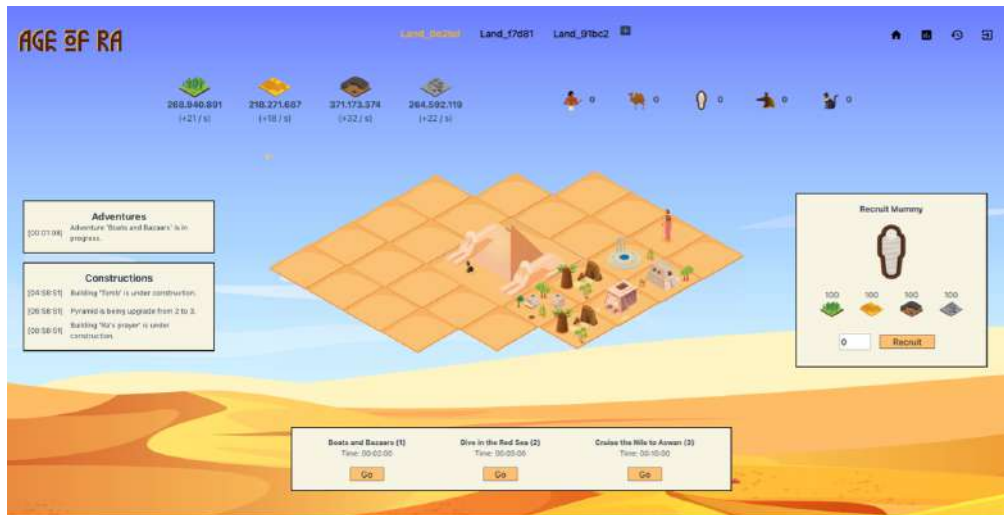 AGE OF RA
Land_f7d81
Land_91bc2
268.940.891
218.271.687
371.173.574
264.592.119
(+21 / s)
(+18 / s)
(+32 / s)
(+22 / s)
0
0
0
0
0
Adventures
Adventure 'Boats and Bazaars' is in
progress.
Constructions
[04:58:51] Building 'Tomb' is under construction.
[06:58:51] Pyramid is being upgrade from 2 to 3.
[08:58:51] Building 'Ra's prayer' is under
construction.
Recruit Mummy
100 100 100 100
0
Recruit
Boats and Bazaars (1)
Time: 00:02:00
Go
Dive in the Red Sea (2)
Time: 00:05:00
Go
Cruise the Nile to Aswan (3)
Time: 00:10:00
Go